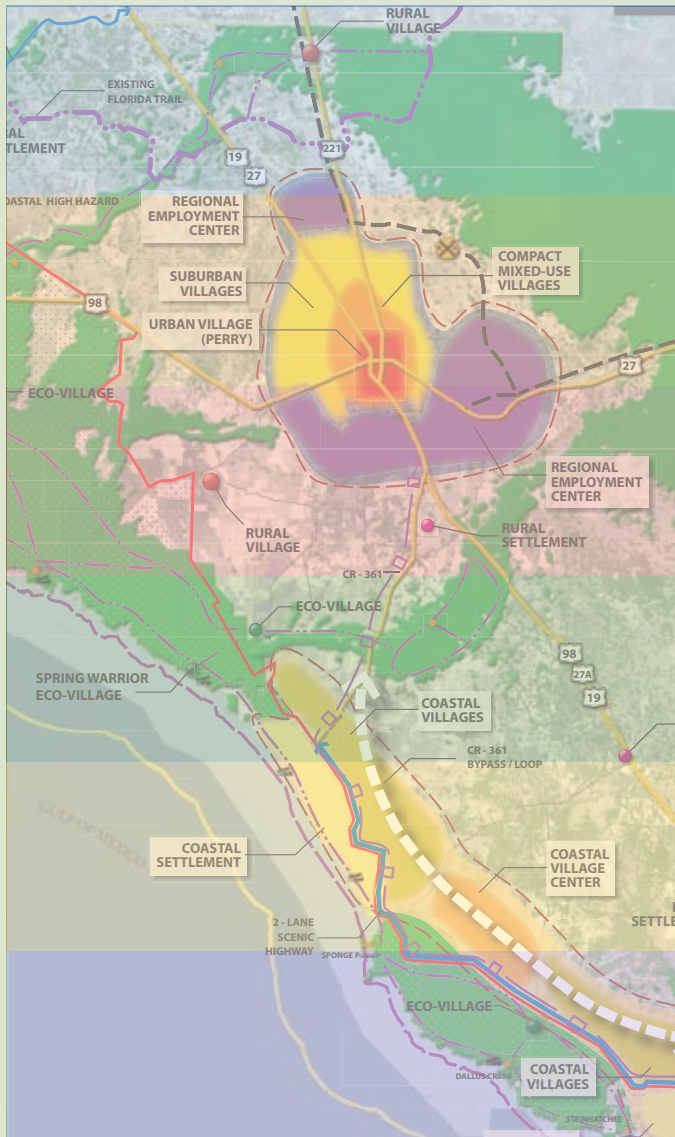 RURAL
VILLAGE
EXISTING
FLORIDA TRAIL
RAL
TLEMENT
221
19
27
OASTAL HIGH HAZARD
REGIONAL
EMPLOYMENT
CENTER
COMPACT
MIXED-USE
VILLAGES
SUBURBAN
VILLAGES
98
URBAN VILLAGE
(PERRY)
27
ECO-VILLAGE
REGIONAL
EMPLOYMENT
CENTER
RURAL
VILLAGE
RURAL
SETTLEMENT
CR - 361
ECO-VILLAGE
98
27A
19
SPRING WARRIOR
ECO-VILLAGE
COASTAL
VILLAGES
CR - 361
BYPASS / LOOP
GULF OF MEXICO
COASTAL
SETTLEMENT
COASTAL
VILLAGE
CENTER
SETTLE
2 - LANE
SCENIC
HIGHWAY
SPONGE
ECO-VILLAGE
DALLUS CREEK
COASTAL
VILLAGES
STEINHATCHEE